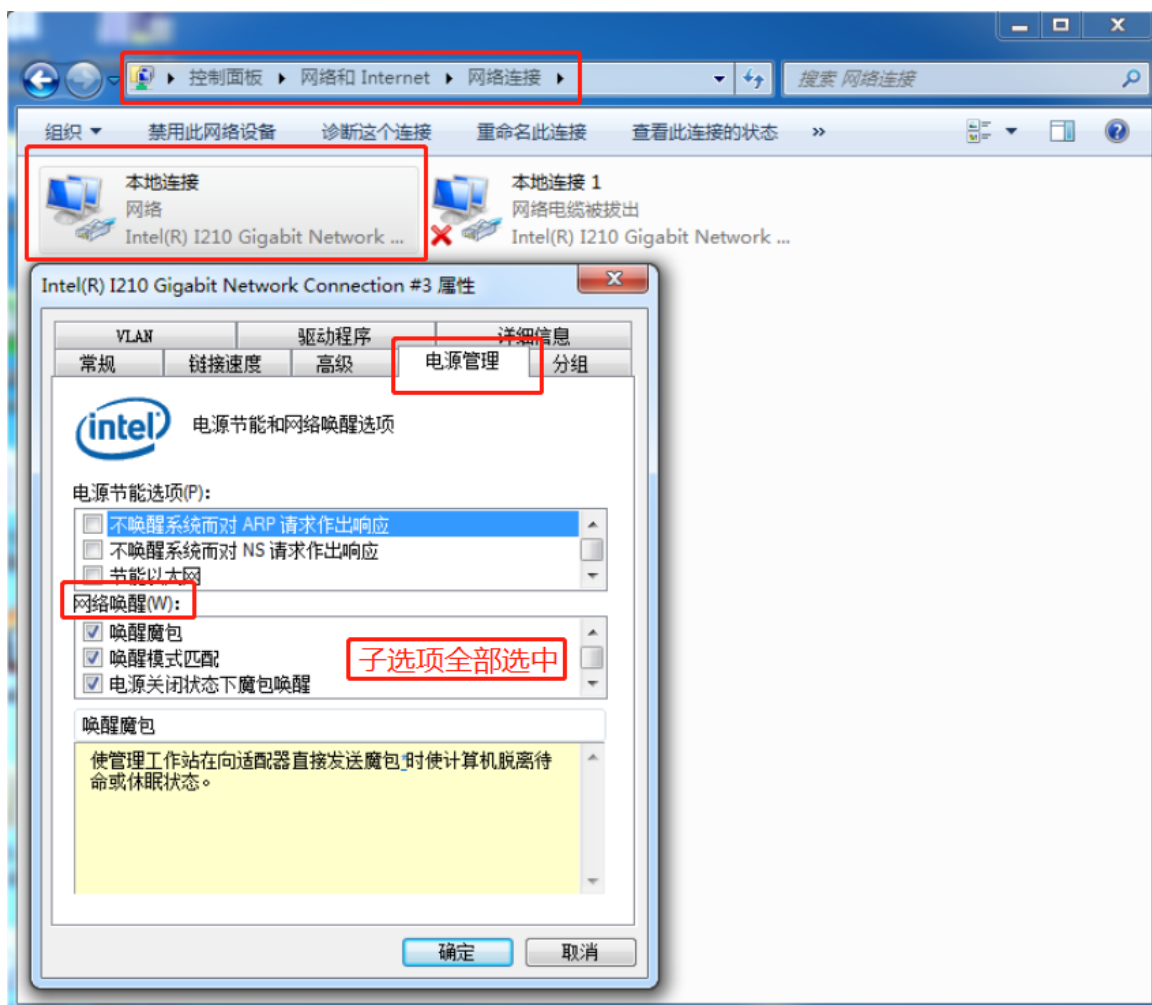 控制面板 网络和 Internet 网络连接
搜索 网络连接
组织 禁用此网络设备 诊断这个连接 重命名此连接 查看此连接的状态 »
本地连接
网络
Intel(R) I210 Gigabit Network ...
本地连接 1
网络电缆被拔出
Intel(R) I210 Gigabit Network ...
Intel(R) I210 Gigabit Network Connection #3 属性
VLAN 驱动程序 详细信息
常规 链接速度 高级 电源管理 分组
intel 电源节能和网络唤醒选项
电源节能选项(P):
不唤醒系统而对 ARP 请求作出响应
不唤醒系统而对 NS 请求作出响应
节能以太网
网络唤醒(W):
唤醒魔包
唤醒模式匹配
电源关闭状态下魔包唤醒
子选项全部选中
唤醒魔包
使管理工作站在向适配器直接发送魔包*时使计算机脱离待
命或休眠状态。
确定 取消